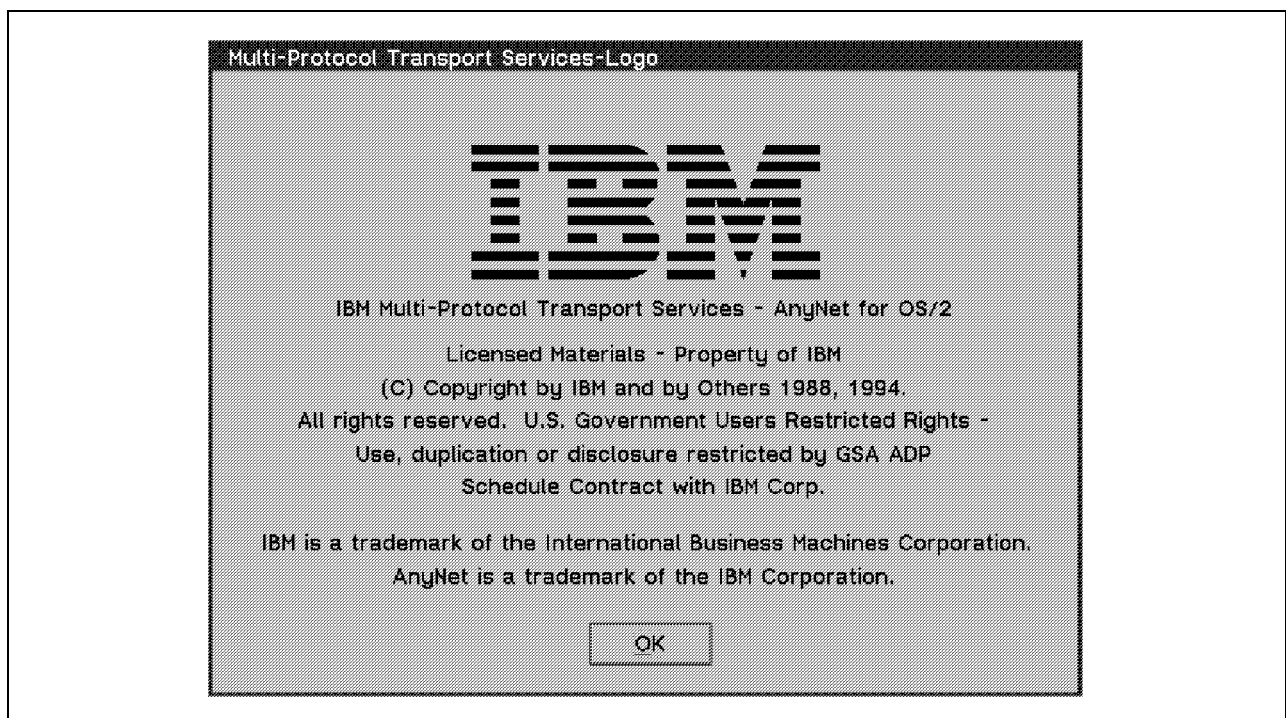 Multi-Protocol Transport Services-Logo
IBM
IBM Multi-Protocol Transport Services - AnyNet for OS/2
Licensed Materials - Property of IBM
(C) Copyright by IBM and by Others 1988, 1994.
All rights reserved.  U.S. Government Users Restricted Rights -
Use, duplication or disclosure restricted by GSA ADP
Schedule Contract with IBM Corp.
IBM is a trademark of the International Business Machines Corporation.
AnyNet is a trademark of the IBM Corporation.
OK